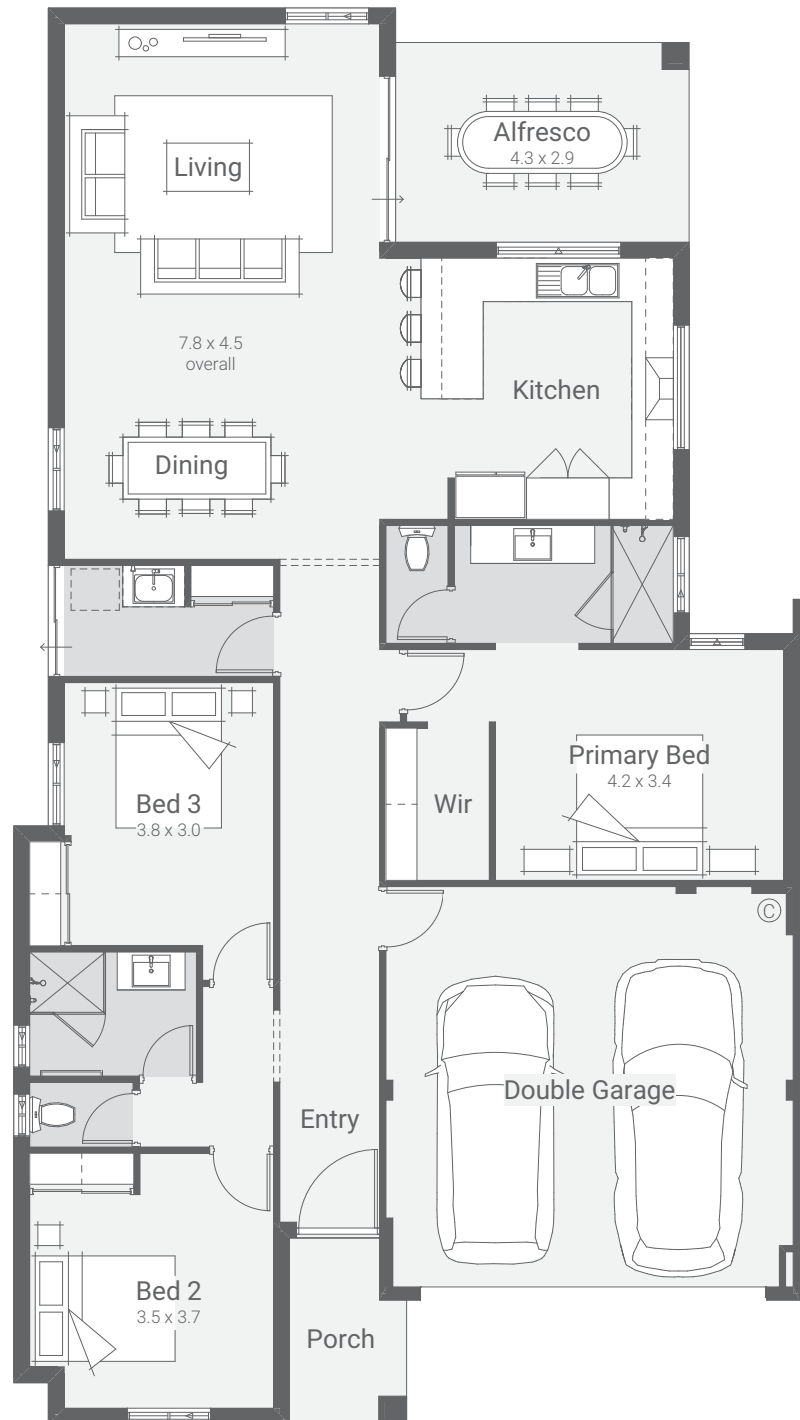 Alfresco
4.3 x 2.9
Living
7.8 x 4.5
overall
Kitchen
Dining
Primary Bed
4.2 x 3.4
Bed 3
3.8 x 3.0
Wir
C
Double Garage
Entry
Bed 2
3.5 x 3.7
Porch